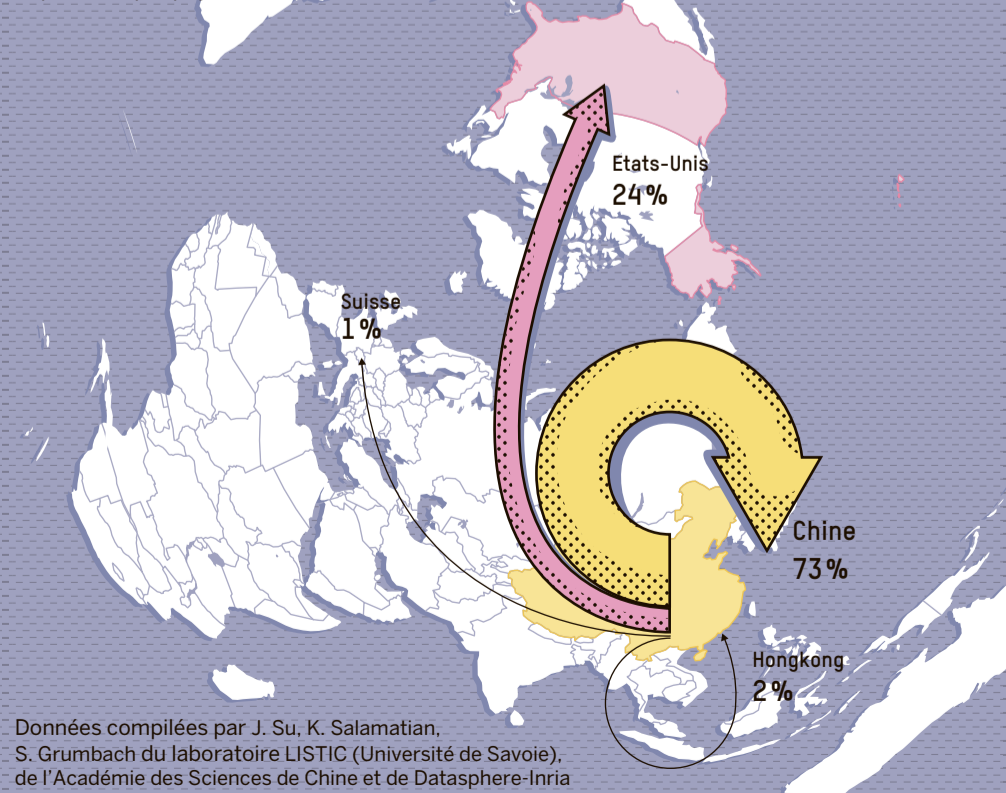 Etats-Unis
24%
Suisse
1%
Chine
73%
Hongkong
2%
Données compilées par J. Su, K. Salamatian,
S. Grumbach du laboratoire LISTIC (Université de Savoie),
de l’Académie des Sciences de Chine et de Datasphere-Inria